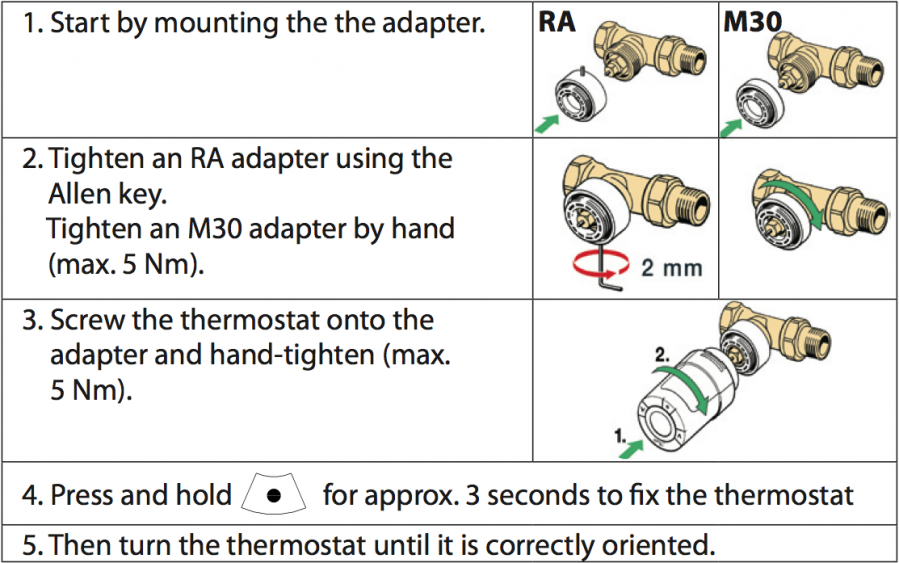 1. Start by mounting the the adapter.
RA
M30
2. Tighten an RA adapter using the
Allen key.
Tighten an M30 adapter by hand
(max. 5 Nm).
2 mm
3. Screw the thermostat onto the
adapter and hand-tighten (max.
5 Nm).
2.
1.
4. Press and hold for approx. 3 seconds to fix the thermostat
5. Then turn the thermostat until it is correctly oriented.